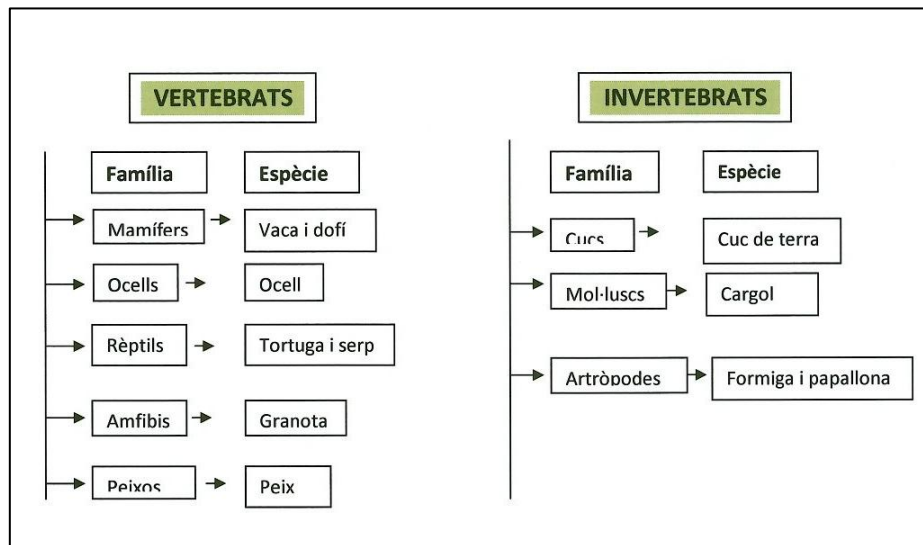 VERTEBRATS
Família Espècie
Mamífers Vaca i dofí
Ocells Ocell
Rèptils Tortuga i serp
Amfibis Granota
Peixos Peix
INVERTEBRATS
Família Espècie
Cucs Cuc de terra
Mol·luscs Cargol
Artròpodes Formiga i papallona